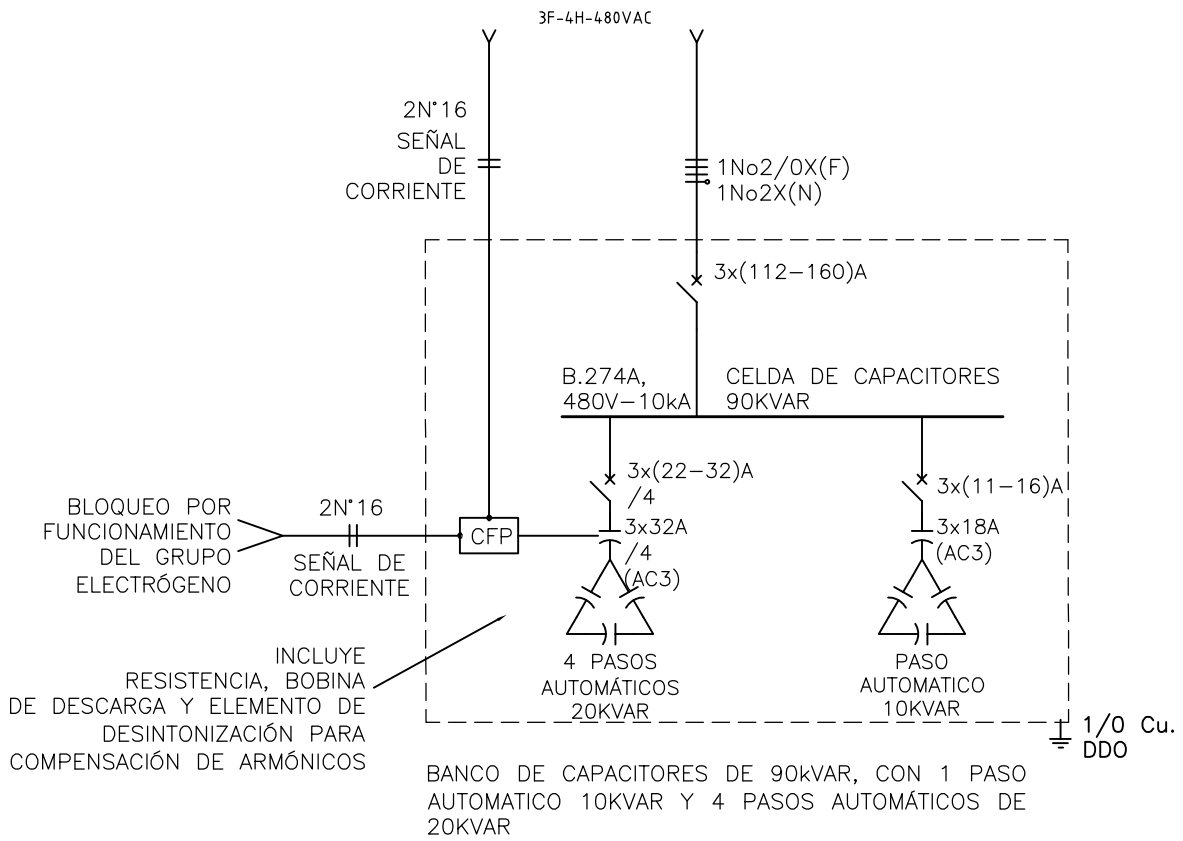 3F-4H-480VAC
2N°16
SEÑAL
DE
CORRIENTE
1No2/0X(F)
1No2X(N)
3x(112-160)A
B.274A,
480V-10kA
CELDA DE CAPACITORES
90KVAR
3x(22-32)A
/4
3x(11-16)A
BLOQUEO POR
FUNCIONAMIENTO
DEL GRUPO
ELECTRÓGENO
2N°16
SEÑAL DE
CORRIENTE
CFP
3x32A
/4
(AC3)
3x18A
(AC3)
4 PASOS
AUTOMÁTICOS
20KVAR
PASO
AUTOMATICO
10KVAR
INCLUYE
RESISTENCIA, BOBINA
DE DESCARGA Y ELEMENTO DE
DESINTONIZACIÓN PARA
COMPENSACIÓN DE ARMÓNICOS
1/0 Cu.
DDO
BANCO DE CAPACITORES DE 90kVAR, CON 1 PASO
AUTOMATICO 10KVAR Y 4 PASOS AUTOMÁTICOS DE
20KVAR